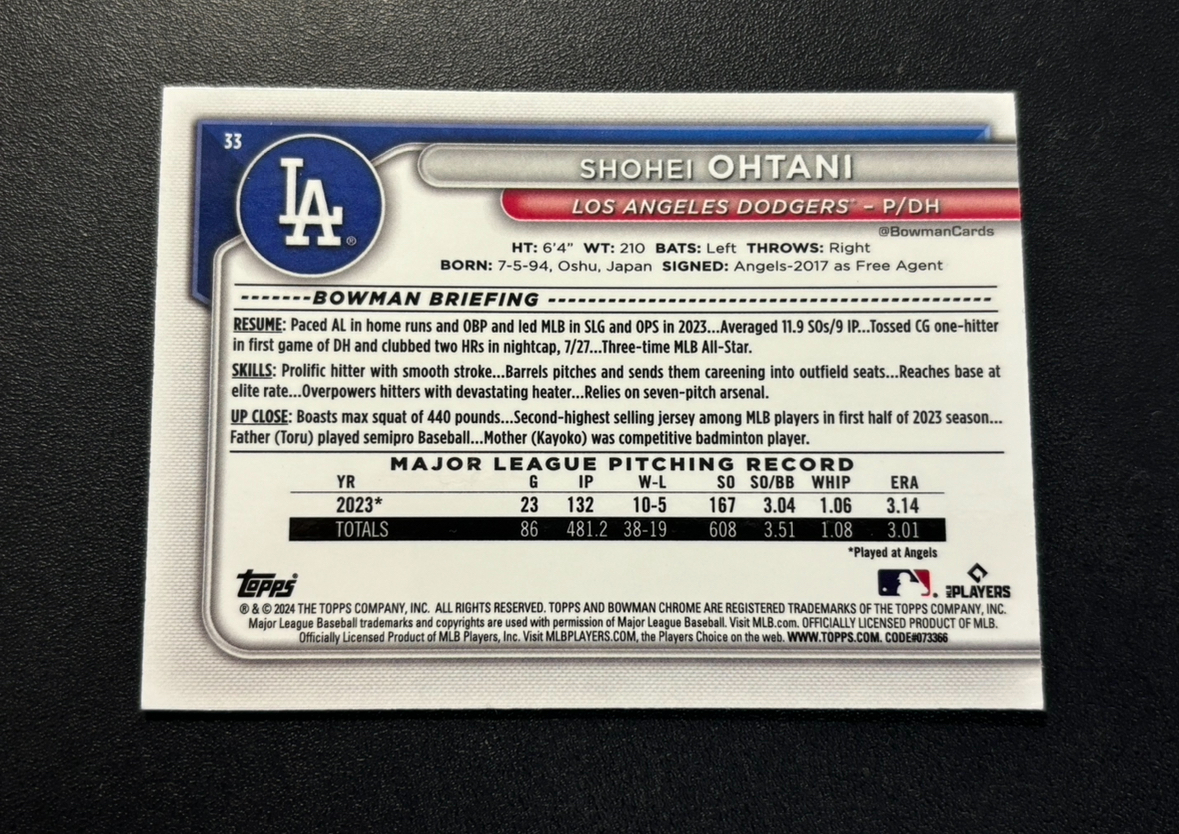 33
LA ®
SHOHEI OHTANI
LOS ANGELES DODGERS™ – P/DH
@BowmanCards
HT: 6'4" WT: 210 BATS: Left THROWS: Right
BORN: 7-5-94, Oshu, Japan SIGNED: Angels-2017 as Free Agent
BOWMAN BRIEFING
RESUME: Paced AL in home runs and OBP and led MLB in SLG and OPS in 2023...Averaged 11.9 SOs/9 IP...Tossed CG one-hitter
in first game of DH and clubbed two HRs in nightcap, 7/27...Three-time MLB All-Star.
SKILLS: Prolific hitter with smooth stroke...Barrels pitches and sends them careening into outfield seats...Reaches base at
elite rate...Overpowers hitters with devastating heater...Relies on seven-pitch arsenal.
UP CLOSE: Boasts max squat of 440 pounds...Second-highest selling jersey among MLB players in first half of 2023 season...
Father (Toru) played semipro Baseball...Mother (Kayoko) was competitive badminton player.
MAJOR LEAGUE PITCHING RECORD
YR G IP W-L SO SO/BB WHIP ERA
2023* 23 132 10-5 167 3.04 1.06 3.14
TOTALS 86 481.2 38-19 608 3.51 1.08 3.01
*Played at Angels
Topps® MLB PLAYERS
® & © 2024 THE TOPPS COMPANY, INC. ALL RIGHTS RESERVED. TOPPS AND BOWMAN CHROME ARE REGISTERED TRADEMARKS OF THE TOPPS COMPANY, INC.
Major League Baseball trademarks and copyrights are used with permission of Major League Baseball. Visit MLB.com. OFFICIALLY LICENSED PRODUCT OF MLB.
Officially Licensed Product of MLB Players, Inc. Visit MLBPLAYERS.COM, the Players Choice on the web. WWW.TOPPS.COM. CODE#073366